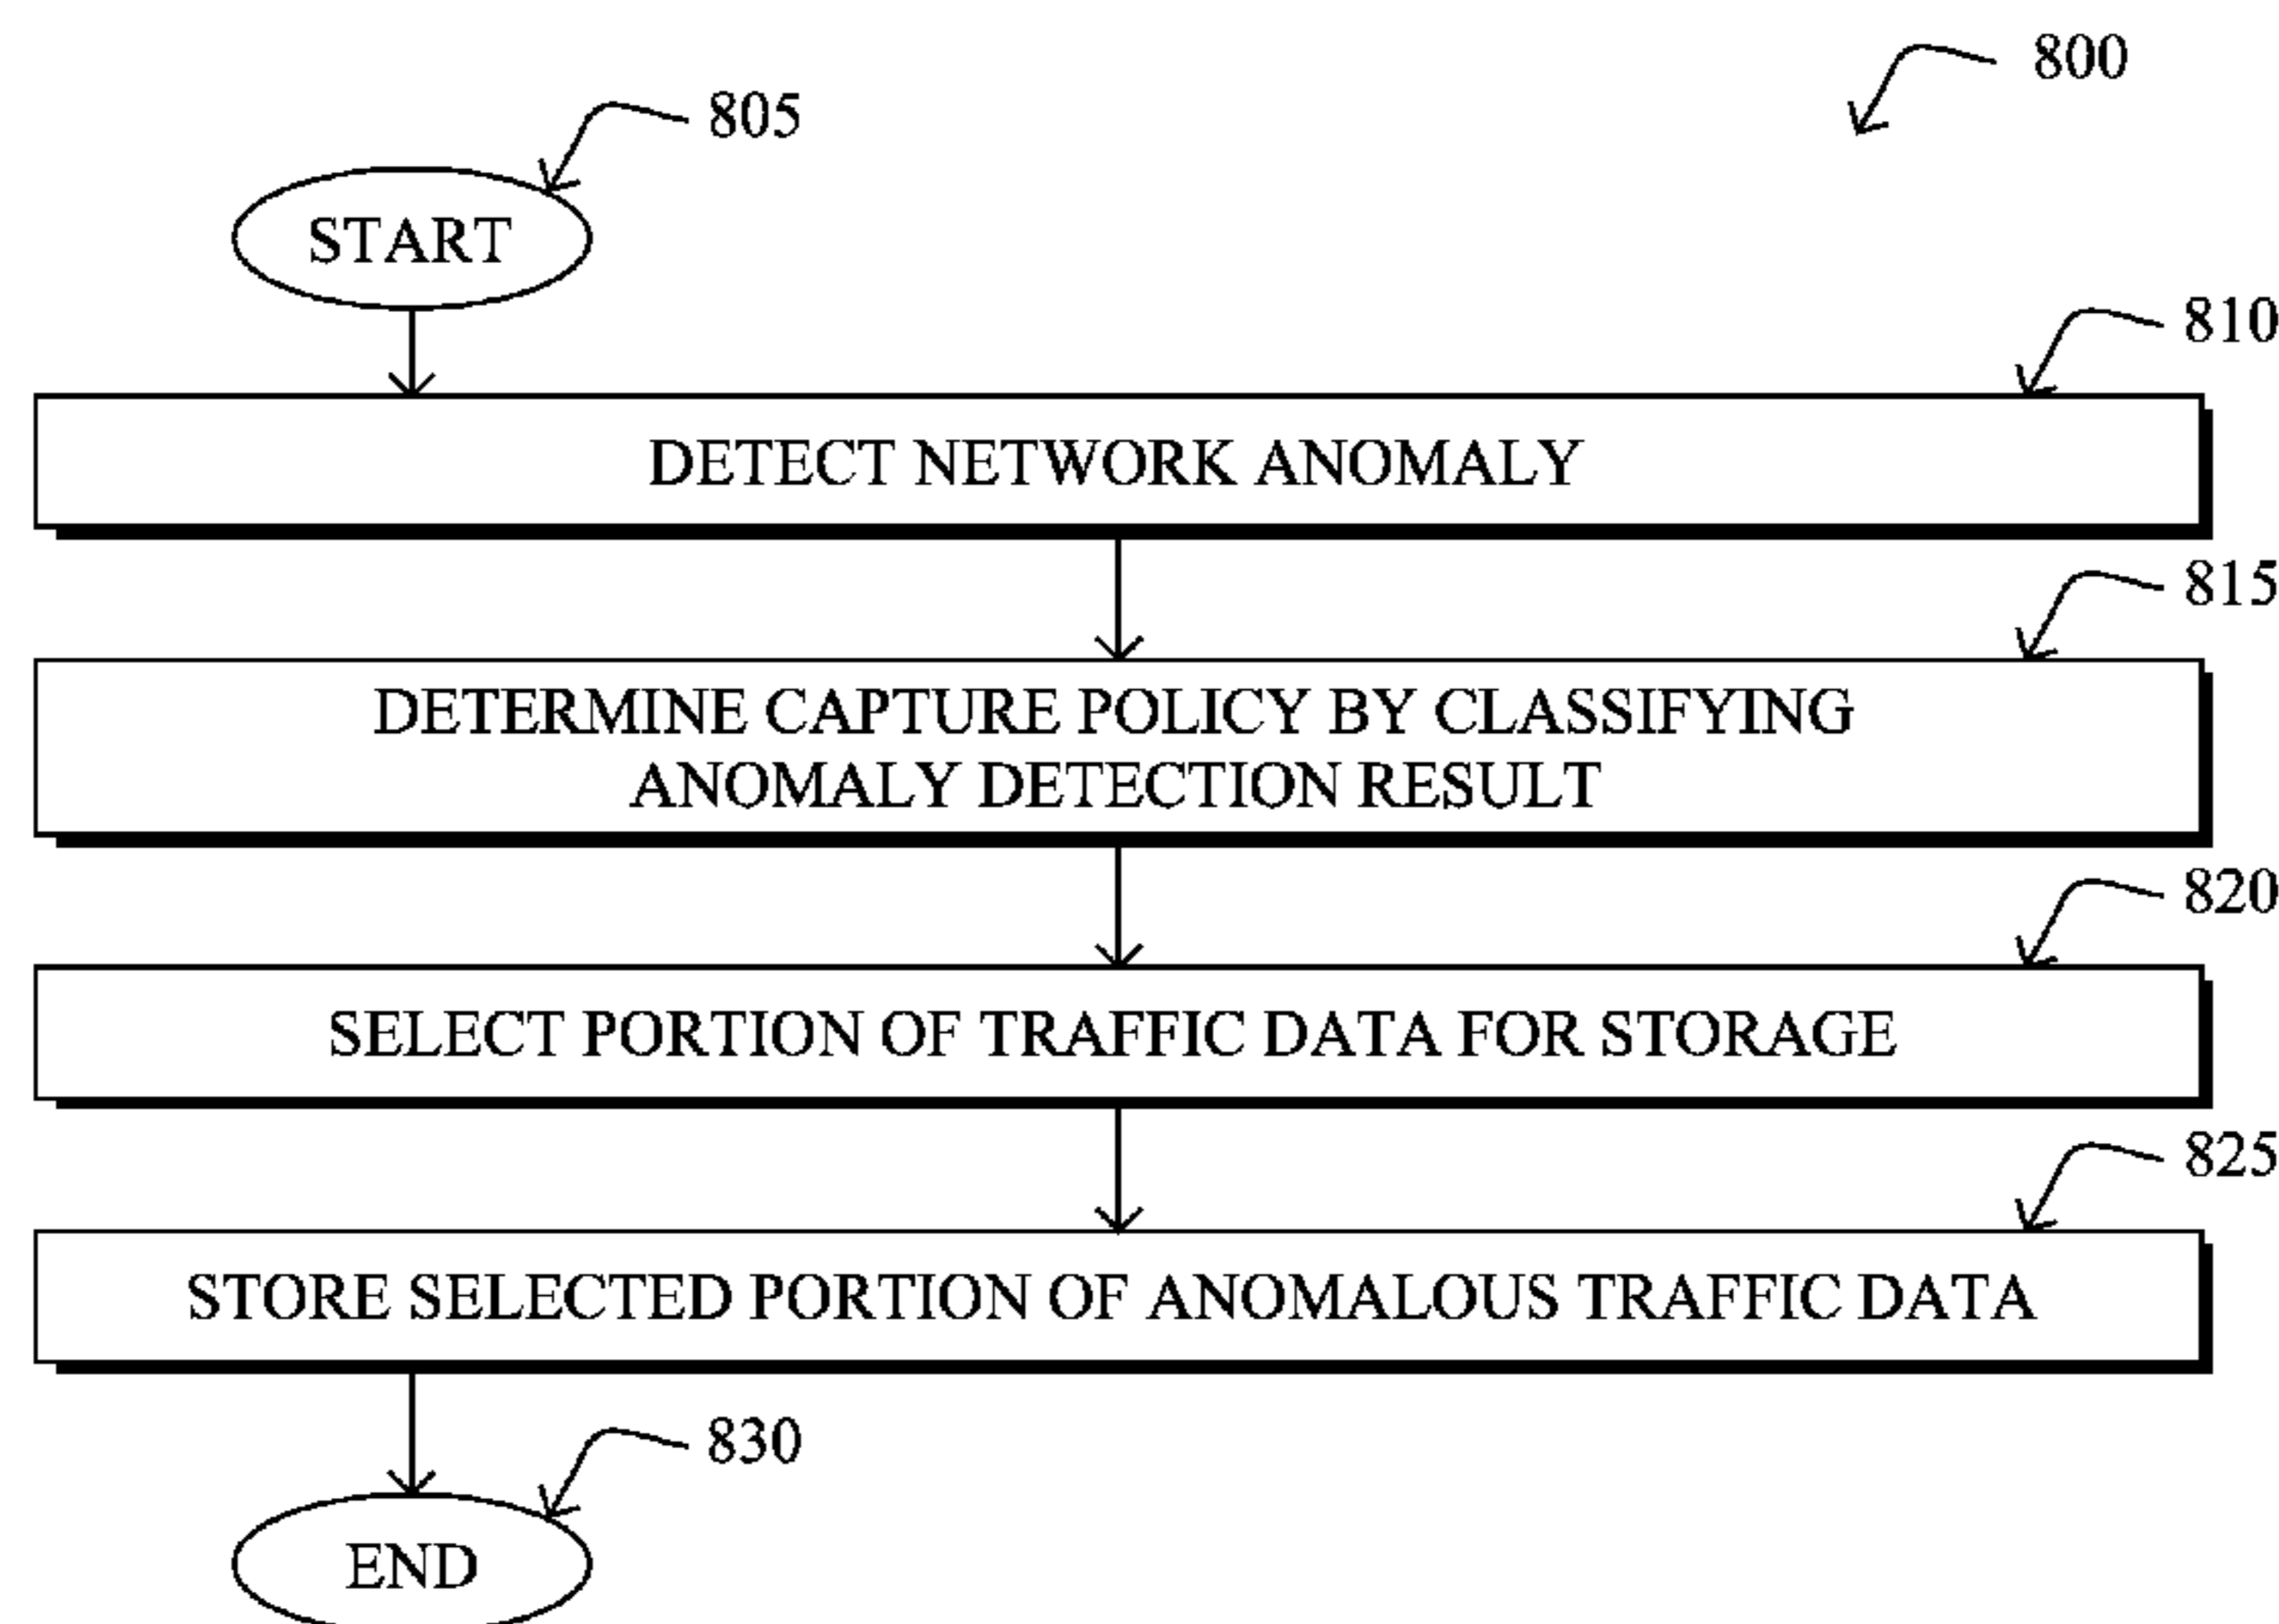 800
805
START
810
DETECT NETWORK ANOMALY
815
DETERMINE CAPTURE POLICY BY CLASSIFYING
ANOMALY DETECTION RESULT
820
SELECT PORTION OF TRAFFIC DATA FOR STORAGE
825
STORE SELECTED PORTION OF ANOMALOUS TRAFFIC DATA
830
END